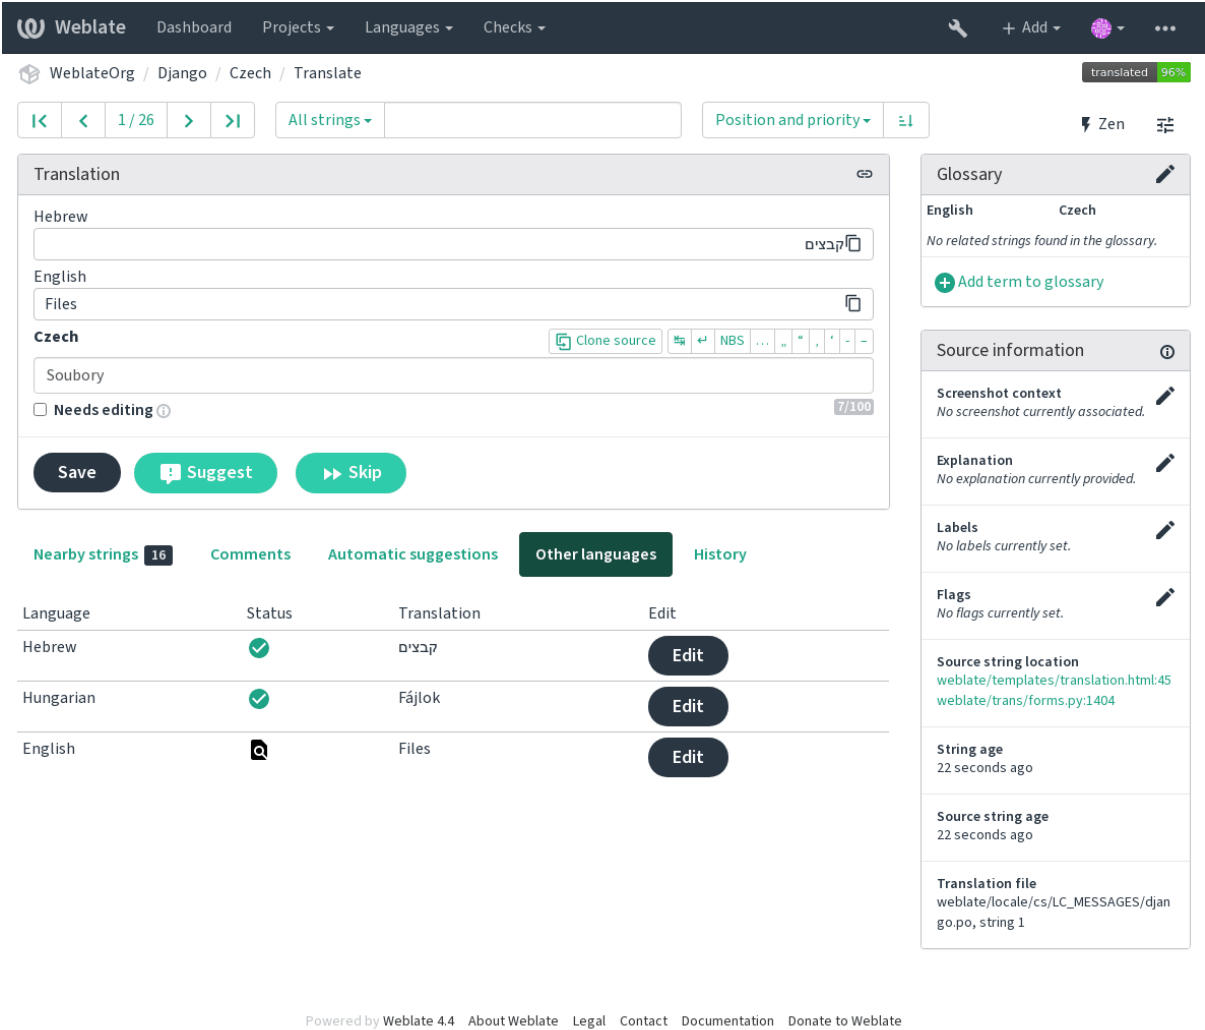 Weblate Dashboard Projects Languages Checks Add
WeblateOrg / Django / Czech / Translate translated 96%
1 / 26 All strings Position and priority Zen
Translation
Hebrew
קבצים
English
Files
Czech Clone source ↹ ↵ NBS … „ “ ‚ ‘ - –
Soubory
Needs editing 7/100
Save Suggest Skip
Nearby strings 16 Comments Automatic suggestions Other languages History
Language Status Translation Edit
Hebrew קבצים Edit
Hungarian Fájlok Edit
English Files Edit
Glossary
English Czech
No related strings found in the glossary.
Add term to glossary
Source information
Screenshot context
No screenshot currently associated.
Explanation
No explanation currently provided.
Labels
No labels currently set.
Flags
No flags currently set.
Source string location
weblate/templates/translation.html:45
weblate/trans/forms.py:1404
String age
22 seconds ago
Source string age
22 seconds ago
Translation file
weblate/locale/cs/LC_MESSAGES/djan
go.po, string 1
Powered by Weblate 4.4 About Weblate Legal Contact Documentation Donate to Weblate